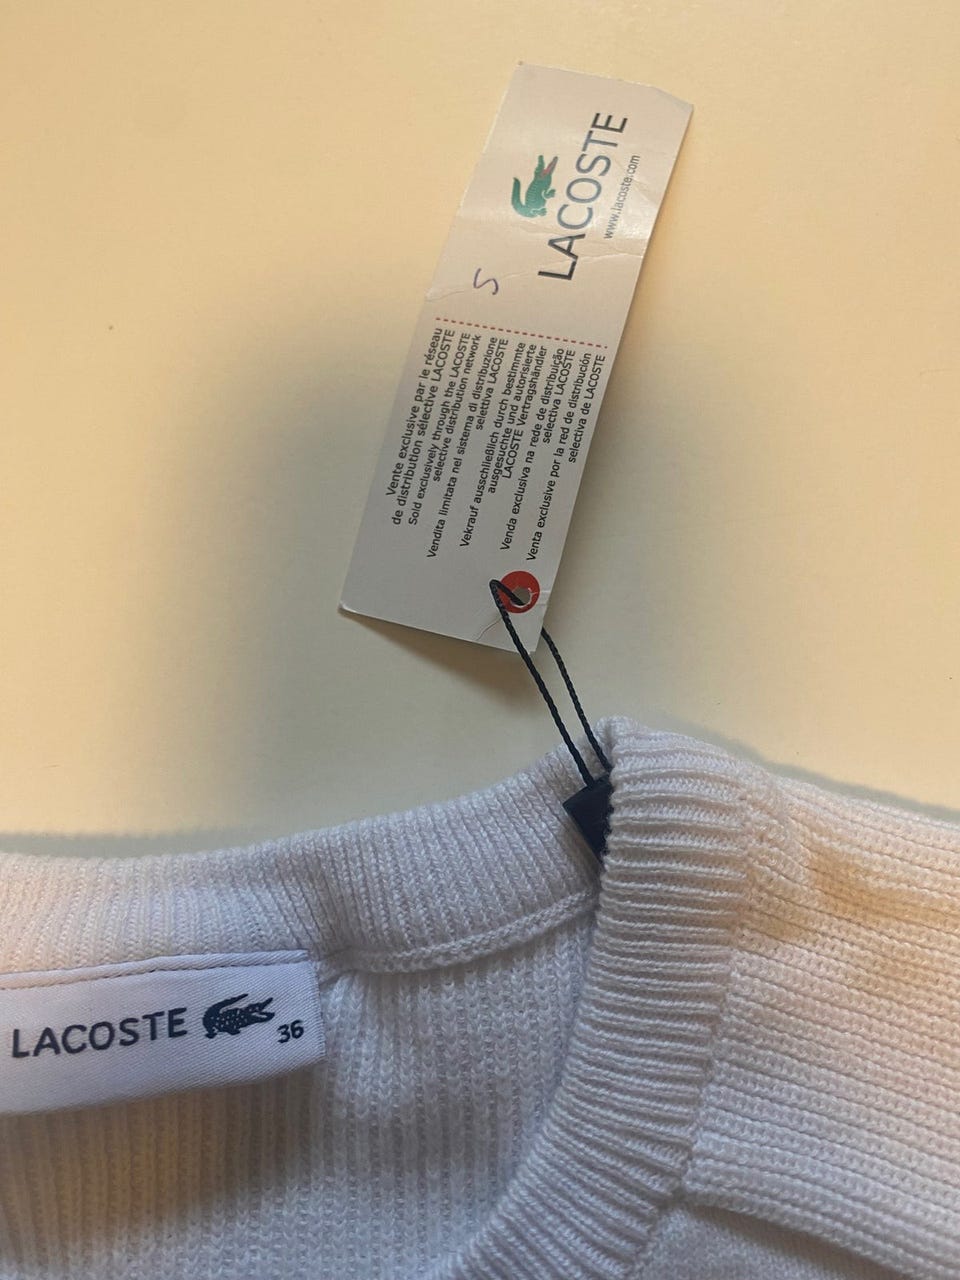 LACOSTE
www.lacoste.com
S
Vente exclusive par le réseau
de distribution sélective LACOSTE
Sold exclusively through the LACOSTE
selective distribution network
Vendita limitata nel sistema di distribuzione
selettiva LACOSTE
Vekrauf ausschließlich durch bestimmte
ausgesuchte und autorisierte
LACOSTE Vertragshändler
Venda exclusiva na rede de distribuição
selectiva LACOSTE
Venta exclusive por la red de distribución
selectiva de LACOSTE
LACOSTE
36